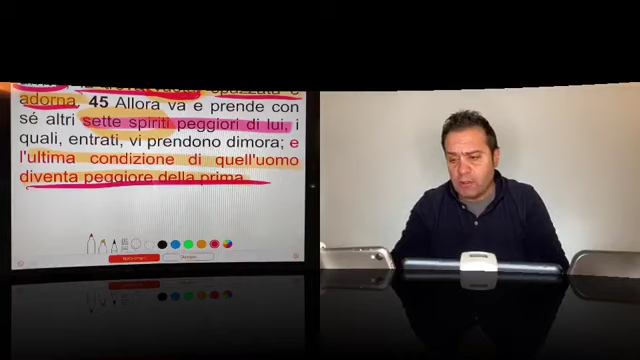 spazzata e
adorna. 45 Allora va e prende con
sé altri sette spiriti peggiori di lui, i
quali, entrati, vi prendono dimora; e
l'ultima condizione di quell'uomo
diventa peggiore della prima.